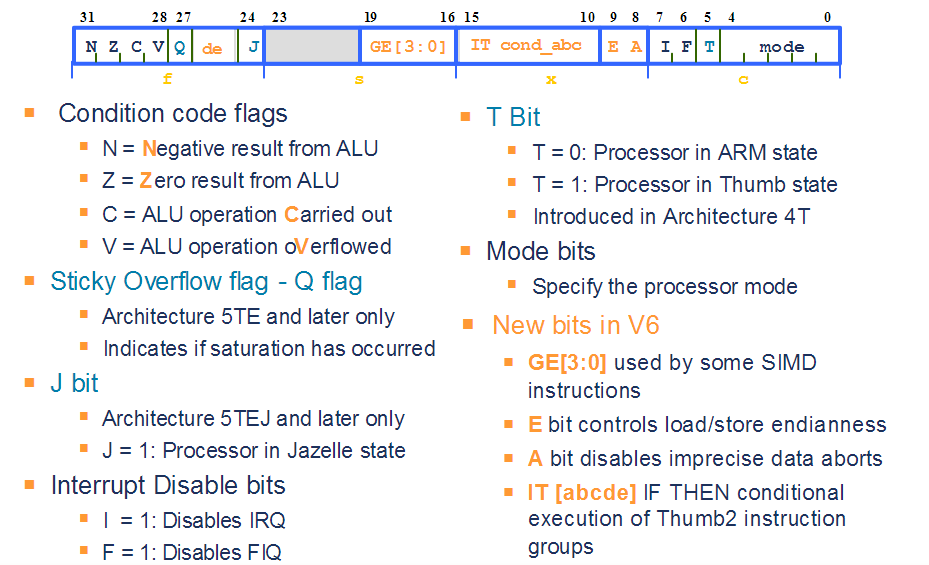 31 28 27 24 23 19 16 15 10 9 8 7 6 5 4 0
N Z C V Q de J GE[3:0] IT cond_abc E A I F T mode
f s x c
Condition code flags
N = Negative result from ALU
Z = Zero result from ALU
C = ALU operation Carried out
V = ALU operation oVerflowed
Sticky Overflow flag - Q flag
Architecture 5TE and later only
Indicates if saturation has occurred
J bit
Architecture 5TEJ and later only
J = 1: Processor in Jazelle state
Interrupt Disable bits
I = 1: Disables IRQ
F = 1: Disables FIQ
T Bit
T = 0: Processor in ARM state
T = 1: Processor in Thumb state
Introduced in Architecture 4T
Mode bits
Specify the processor mode
New bits in V6
GE[3:0] used by some SIMD
instructions
E bit controls load/store endianness
A bit disables imprecise data aborts
IT [abcde] IF THEN conditional
execution of Thumb2 instruction
groups